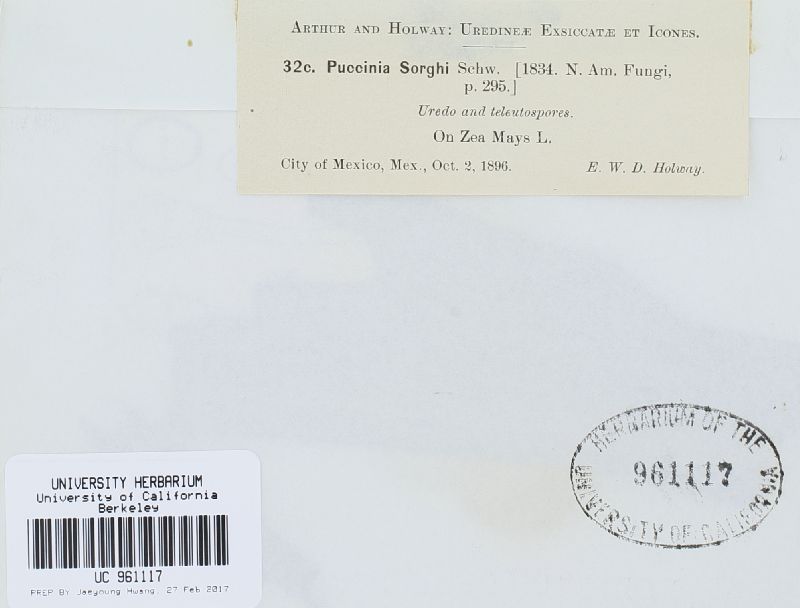 ARTHUR AND HOLWAY: UREDINEÆ EXSICCATÆ ET ICONES.
32c. Puccinia Sorghi Schw. [1834. N. Am. Fungi,
p. 295.]
Uredo and teleutospores.
On Zea Mays L.
City of Mexico, Mex., Oct. 2, 1896. E. W. D. Holway.
HERBARIUM OF THE
961117
UNIVERSITY OF CALIFORNIA
UNIVERSITY HERBARIUM
University of California
Berkeley
UC 961117
PREP BY Jaeyoung Hwang, 27 Feb 2017